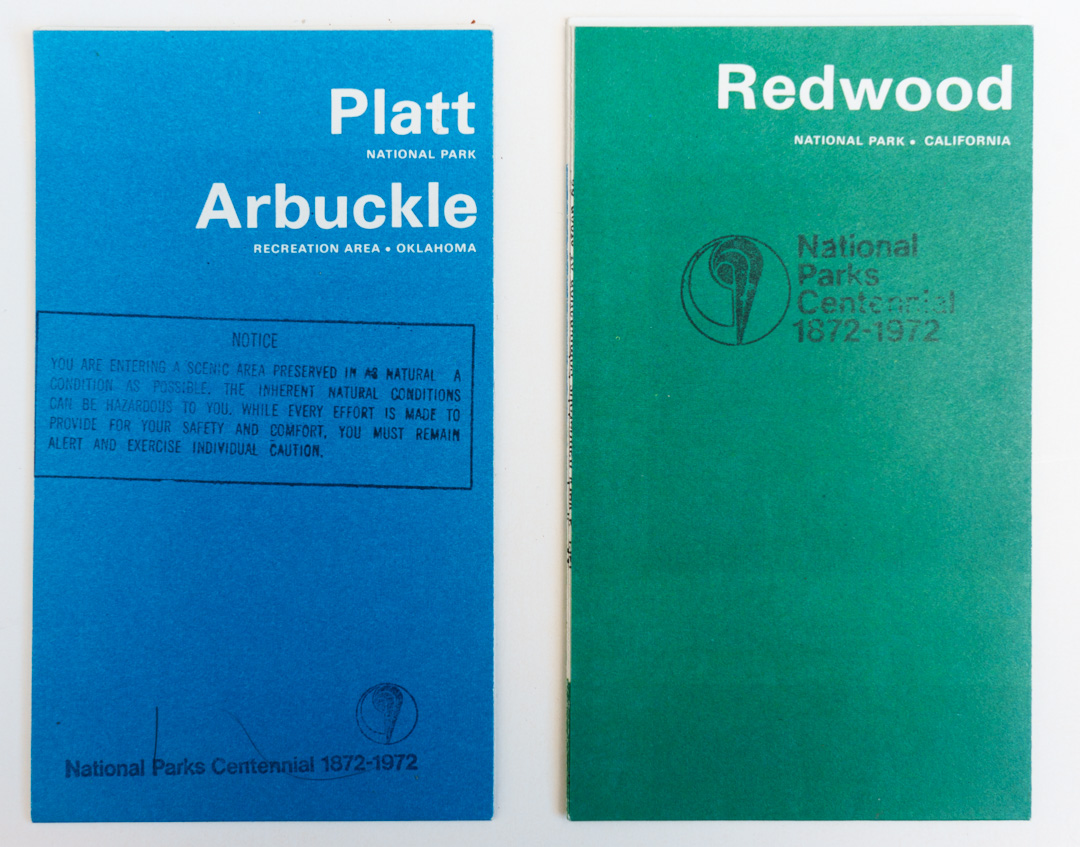 Platt
NATIONAL PARK
Arbuckle
RECREATION AREA • OKLAHOMA
NOTICE
YOU ARE ENTERING A SCENIC AREA PRESERVED IN AS NATURAL A
CONDITION AS POSSIBLE. THE INHERENT NATURAL CONDITIONS
CAN BE HAZARDOUS TO YOU. WHILE EVERY EFFORT IS MADE TO
PROVIDE FOR YOUR SAFETY AND COMFORT, YOU MUST REMAIN
ALERT AND EXERCISE INDIVIDUAL CAUTION.
National Parks Centennial 1872-1972
Redwood
NATIONAL PARK • CALIFORNIA
National
Parks
Centennial
1872-1972